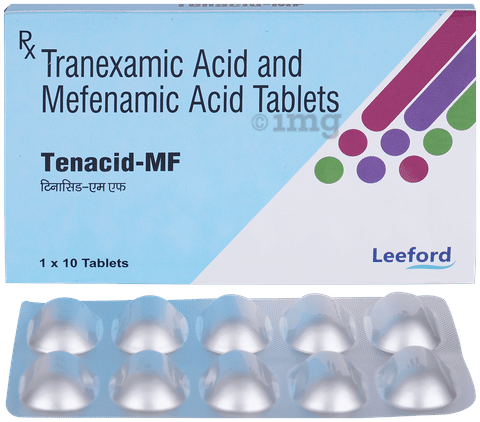 Rx
Tranexamic Acid and
Mefenamic Acid Tablets
©1mg
Tenacid-MF
टिनासिड-एम एफ
1 x 10 Tablets
Leeford